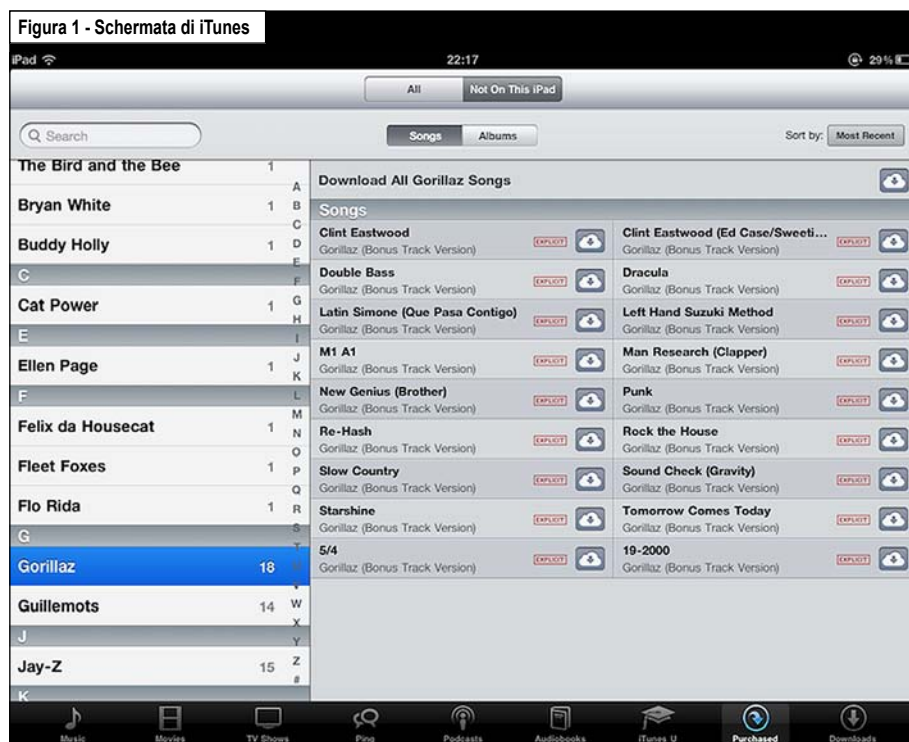 Figura 1 - Schermata di iTunes
iPad 22:17 29%
All Not On This iPad
Search Songs Albums Sort by: Most Recent
The Bird and the Bee 1
Bryan White 1
Buddy Holly 1
C
Cat Power 1
E
Ellen Page 1
F
Felix da Housecat 1
Fleet Foxes 1
Flo Rida 1
G
Gorillaz 18
Guillemots 14
J
Jay-Z 15
K
A
B
C
D
E
F
G
H
I
J
K
L
M
N
O
P
Q
R
S
T
W
X
Y
Z
#
Download All Gorillaz Songs
Songs
Clint Eastwood
Gorillaz (Bonus Track Version) EXPLICIT
Clint Eastwood (Ed Case/Sweeti...
Gorillaz (Bonus Track Version) EXPLICIT
Double Bass
Gorillaz (Bonus Track Version) EXPLICIT
Dracula
Gorillaz (Bonus Track Version) EXPLICIT
Latin Simone (Que Pasa Contigo)
Gorillaz (Bonus Track Version) EXPLICIT
Left Hand Suzuki Method
Gorillaz (Bonus Track Version) EXPLICIT
M1 A1
Gorillaz (Bonus Track Version) EXPLICIT
Man Research (Clapper)
Gorillaz (Bonus Track Version) EXPLICIT
New Genius (Brother)
Gorillaz (Bonus Track Version) EXPLICIT
Punk
Gorillaz (Bonus Track Version) EXPLICIT
Re-Hash
Gorillaz (Bonus Track Version) EXPLICIT
Rock the House
Gorillaz (Bonus Track Version) EXPLICIT
Slow Country
Gorillaz (Bonus Track Version) EXPLICIT
Sound Check (Gravity)
Gorillaz (Bonus Track Version) EXPLICIT
Starshine
Gorillaz (Bonus Track Version) EXPLICIT
Tomorrow Comes Today
Gorillaz (Bonus Track Version) EXPLICIT
5/4
Gorillaz (Bonus Track Version) EXPLICIT
19-2000
Gorillaz (Bonus Track Version) EXPLICIT
Music Movies TV Shows Ping Podcasts Audiobooks iTunes U Purchased Downloads